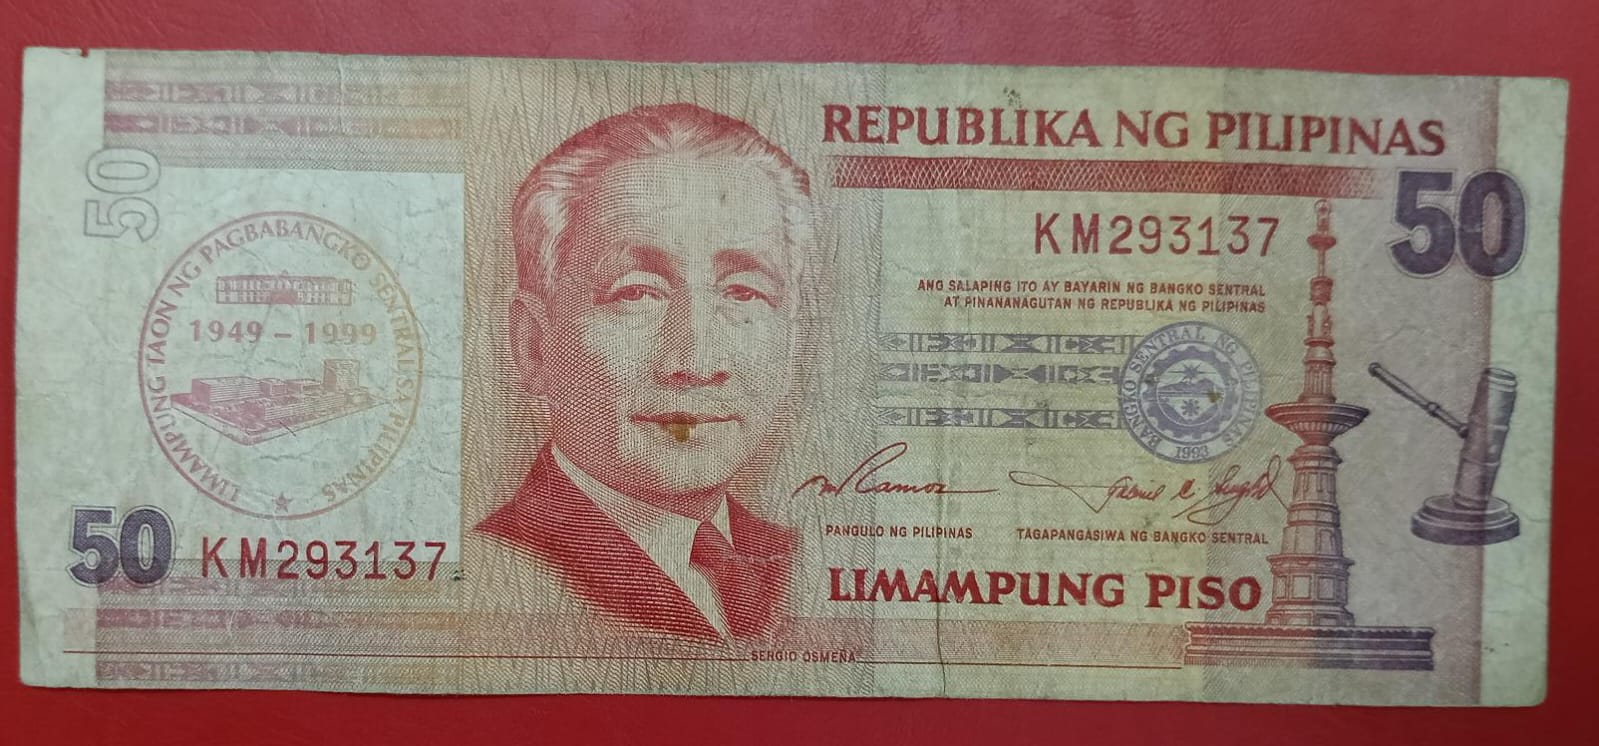 REPUBLIKA NG PILIPINAS
50
50
KM293137
ANG SALAPING ITO AY BAYARIN NG BANGKO SENTRAL
AT PINANANAGUTAN NG REPUBLIKA NG PILIPINAS
LIMAMPUNG TAON NG PAGBABANGKO SENTRAL SA PILIPINAS
1949 – 1999
BANGKO SENTRAL NG PILIPINAS
1993
PANGULO NG PILIPINAS
TAGAPANGASIWA NG BANGKO SENTRAL
50
KM293137
LIMAMPUNG PISO
SERGIO OSMEÑA